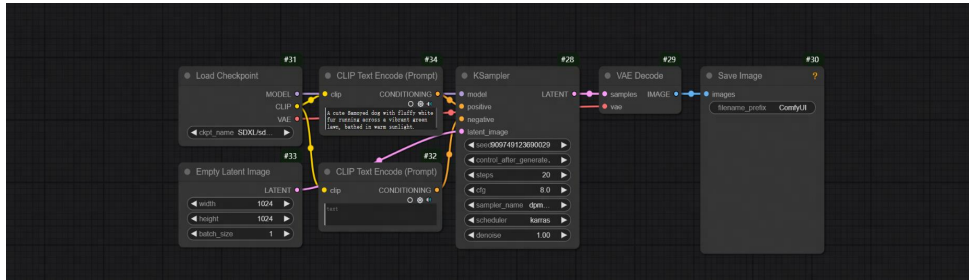 #31
Load Checkpoint
MODEL
CLIP
VAE
ckpt_name SDXL/sd...
#33
Empty Latent Image
LATENT
width 1024
height 1024
batch_size 1
#34
CLIP Text Encode (Prompt)
clip CONDITIONING
A cute Samoyed dog with fluffy white
fur running across a vibrant green
lawn, bathed in warm sunlight.
#32
CLIP Text Encode (Prompt)
clip CONDITIONING
text
#28
KSampler
model LATENT
positive
negative
latent_image
seed 909749123690029
control_after_generate.
steps 20
cfg 8.0
sampler_name dpm...
scheduler karras
denoise 1.00
#29
VAE Decode
samples IMAGE
vae
#30
Save Image ?
images
filename_prefix ComfyUI